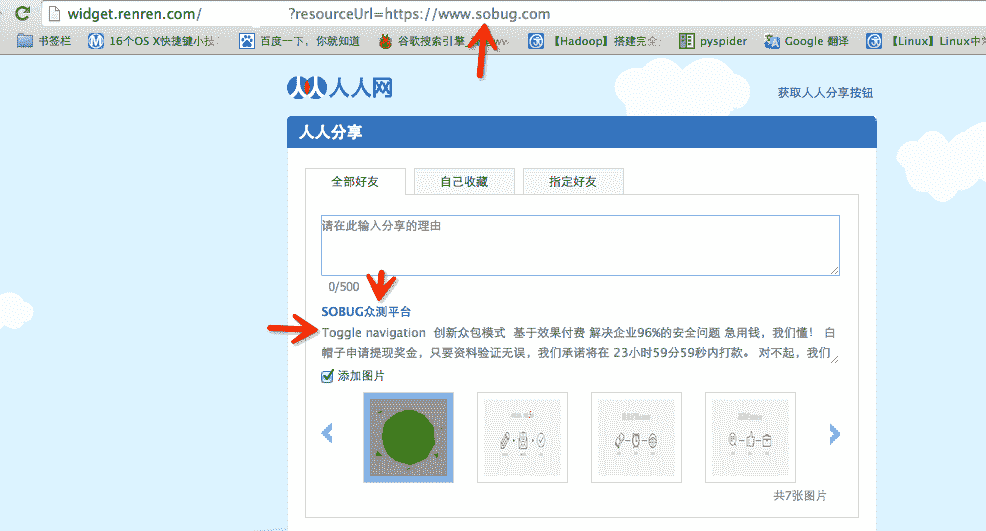 widget.renren.com/ ?resourceUrl=https://www.sobug.com
书签栏 16个OS X快捷键小技 百度一下，你就知道 谷歌搜索引擎 【Hadoop】搭建完全 pyspider Google 翻译 【Linux】Linux中
人人网
获取人人分享按钮
人人分享
全部好友 自己收藏 指定好友
请在此输入分享的理由
0/500
SOBUG众测平台
Toggle navigation 创新众包模式 基于效果付费 解决企业96%的安全问题 急用钱，我们懂！ 白
帽子申请提现奖金，只要资料验证无误，我们承诺将在 23小时59分59秒内打款。 对不起，我们
添加图片
共7张图片